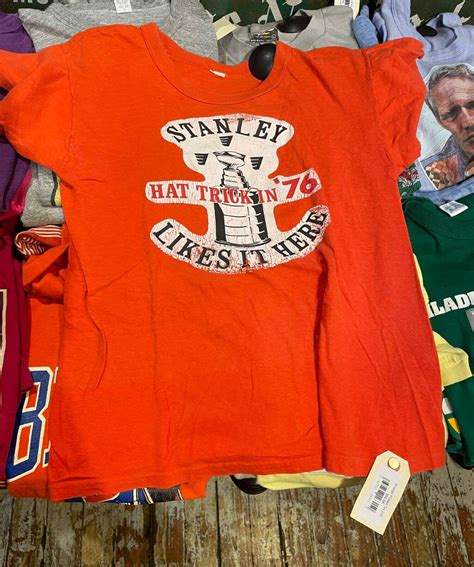 STANLEY
HAT TRICK IN '76
LIKES IT HERE